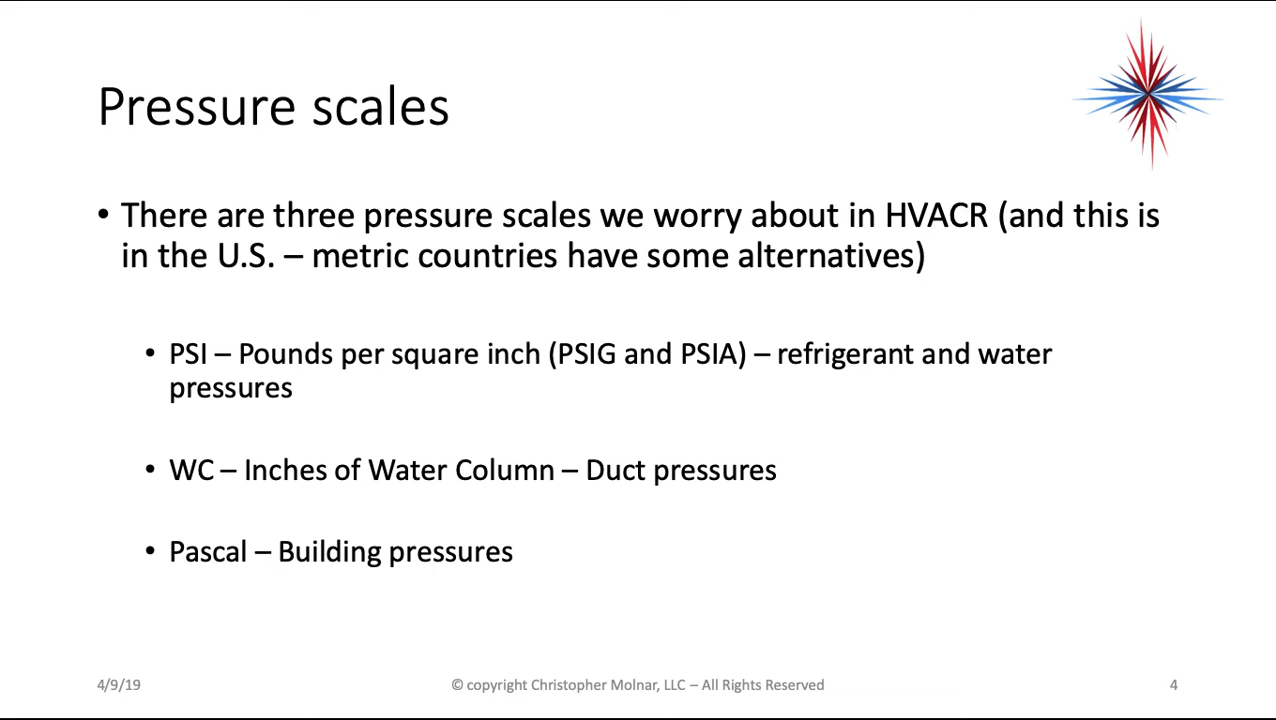 Pressure scales
• There are three pressure scales we worry about in HVACR (and this is
in the U.S. – metric countries have some alternatives)
• PSI – Pounds per square inch (PSIG and PSIA) – refrigerant and water
pressures
• WC – Inches of Water Column – Duct pressures
• Pascal – Building pressures
4/9/19
© copyright Christopher Molnar, LLC – All Rights Reserved
4